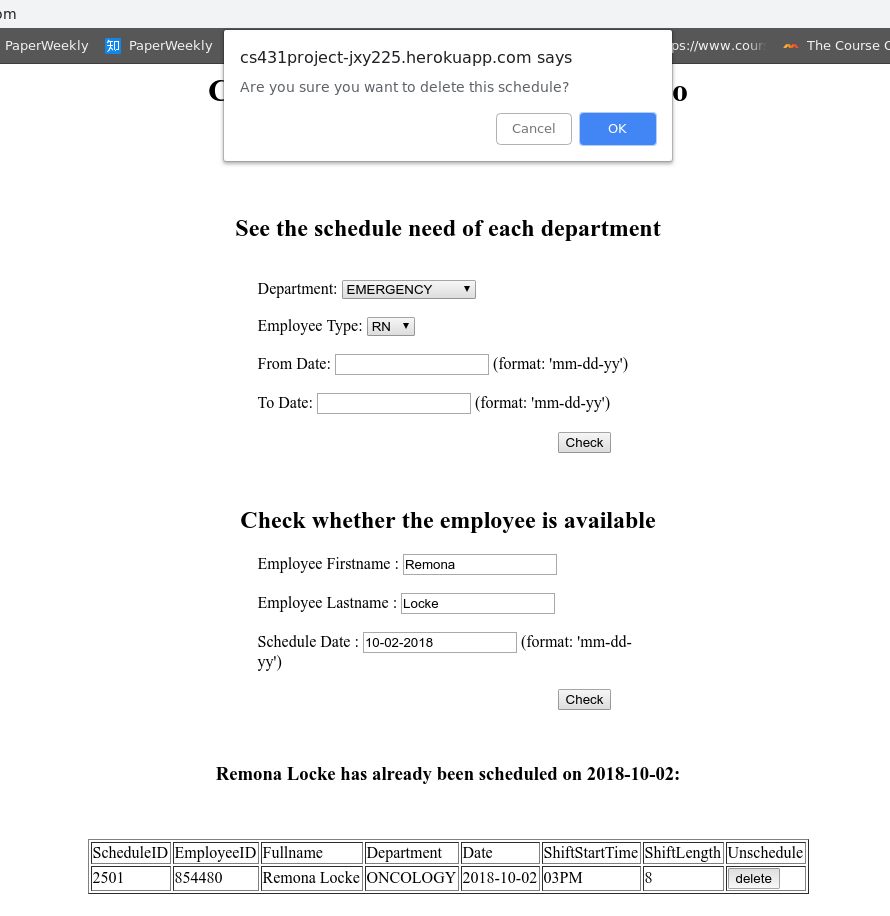 om
PaperWeekly 知 PaperWeekly
The Course
cs431project-jxy225.herokuapp.com says
Are you sure you want to delete this schedule?
Cancel OK
See the schedule need of each department
Department: EMERGENCY
Employee Type: RN
From Date: (format: 'mm-dd-yy')
To Date: (format: 'mm-dd-yy')
Check
Check whether the employee is available
Employee Firstname : Remona
Employee Lastname : Locke
Schedule Date : 10-02-2018 (format: 'mm-dd-
yy')
Check
Remona Locke has already been scheduled on 2018-10-02:
ScheduleID EmployeeID Fullname Department Date ShiftStartTime ShiftLength Unschedule
2501 854480 Remona Locke ONCOLOGY 2018-10-02 03PM 8 delete